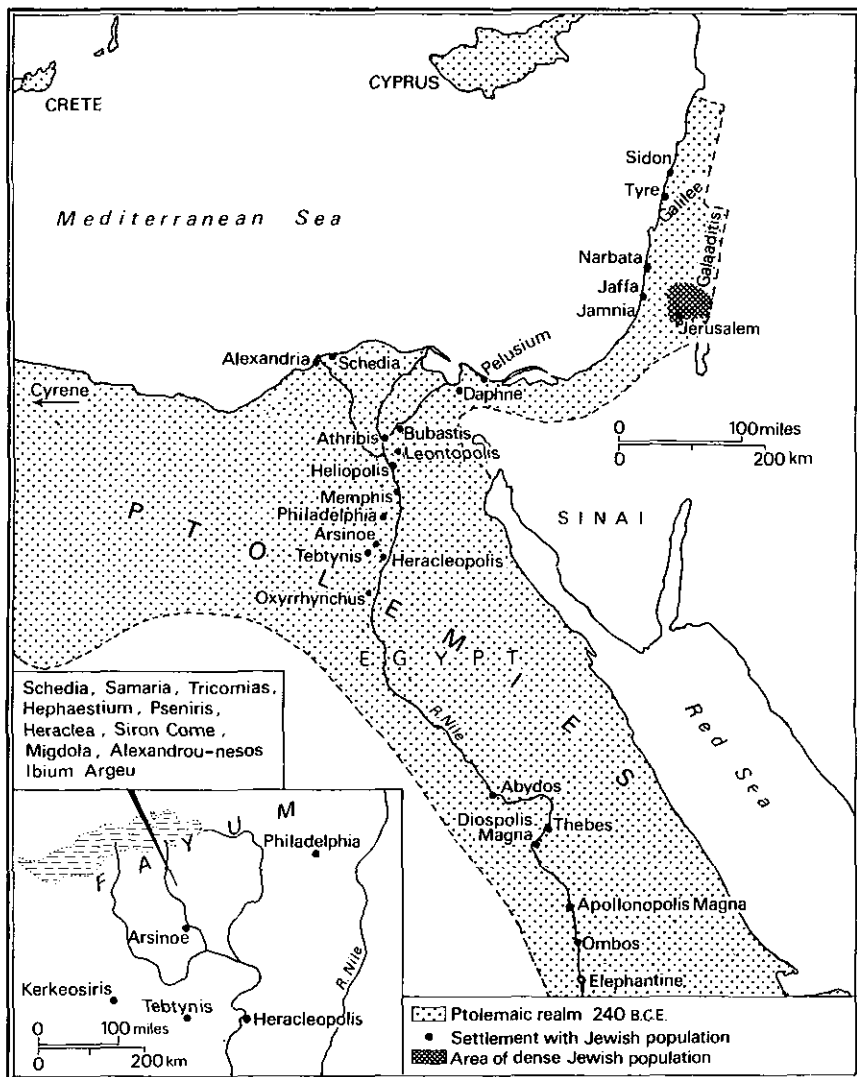 CRETE
CYPRUS
Mediterranean Sea
Sidon
Tyre
Galilee
Galaaditis
Narbata
Jaffa
Jamnia
Jerusalem
Alexandria
Schedia
Pelusium
Daphne
Cyrene
0 100 miles
0 200 km
Athribis
Bubastis
Leontopolis
Heliopolis
Memphis
Philadelphia
Arsinoe
Tebtynis
Heracleopolis
Oxyrrhynchus
SINAI
PTOLEMIES
EGYPT
R. Nile
Red Sea
Abydos
Diospolis
Magna
Thebes
Apollonopolis Magna
Ombos
Elephantine
Schedia, Samaria, Tricomias,
Hephaestium, Pseniris,
Heraclea, Siron Come,
Migdola, Alexandrou-nesos
Ibium Argeu
FAYUM
Philadelphia
Arsinoe
R. Nile
Kerkeosiris
Tebtynis
Heracleopolis
0 100 miles
0 200 km
Ptolemaic realm 240 B.C.E.
Settlement with Jewish population
Area of dense Jewish population